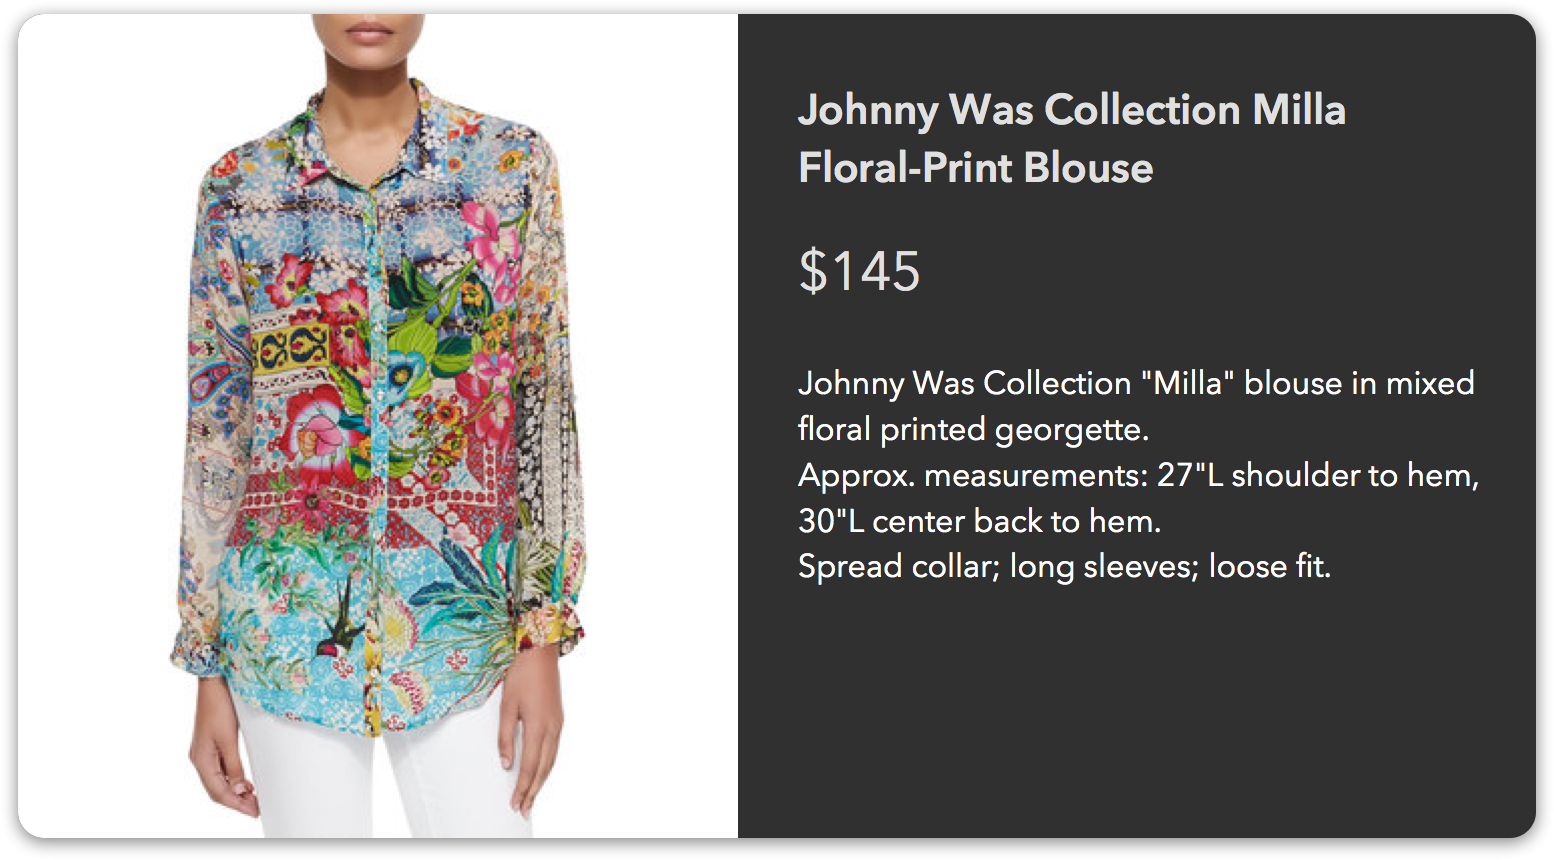 Johnny Was Collection Milla
Floral-Print Blouse
$145
Johnny Was Collection "Milla" blouse in mixed
floral printed georgette.
Approx. measurements: 27"L shoulder to hem,
30"L center back to hem.
Spread collar; long sleeves; loose fit.